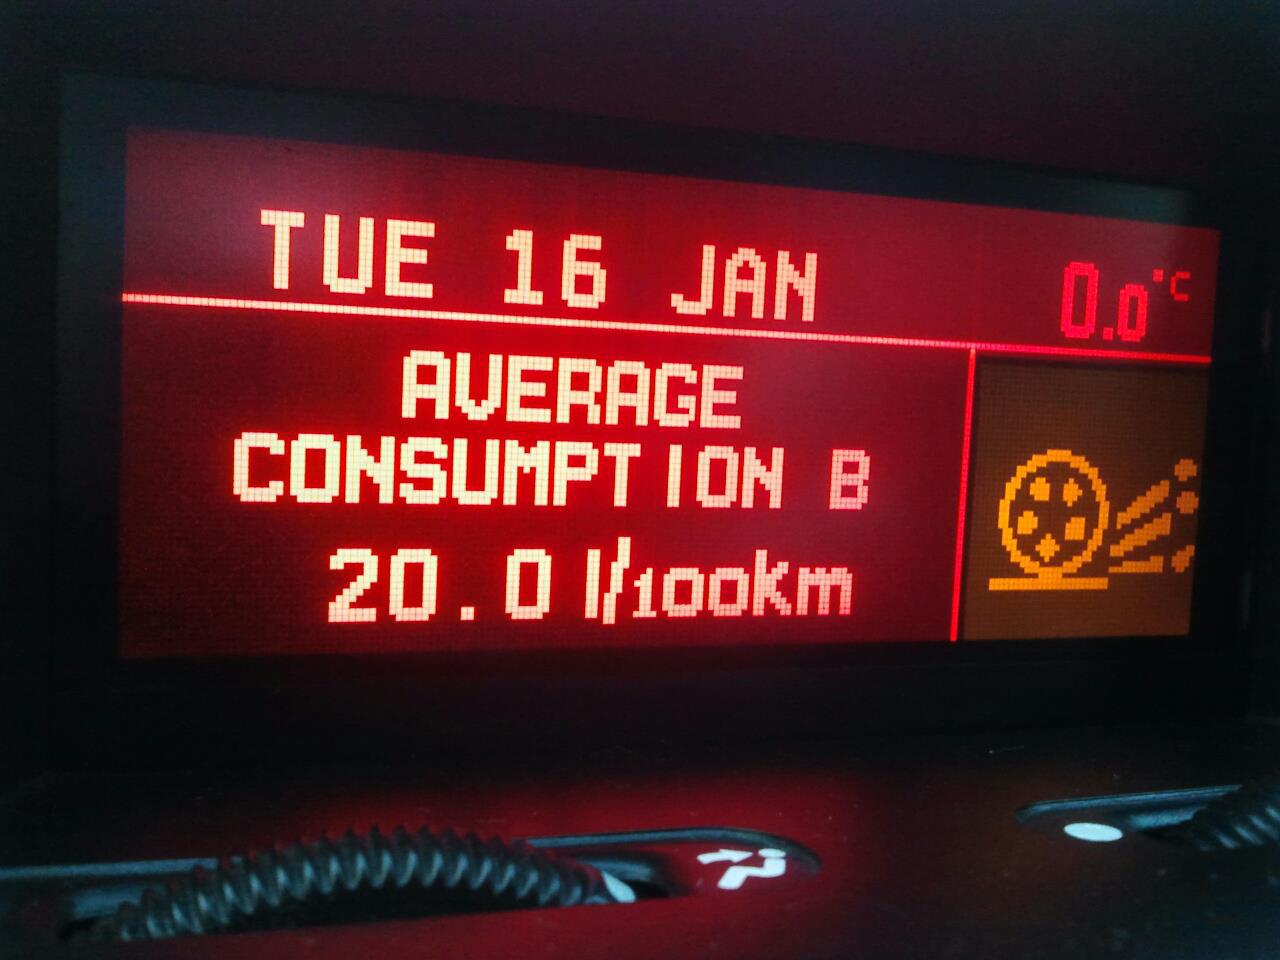 TUE 16 JAN
0.0°C
AVERAGE
CONSUMPTION B
20.0 l/100km